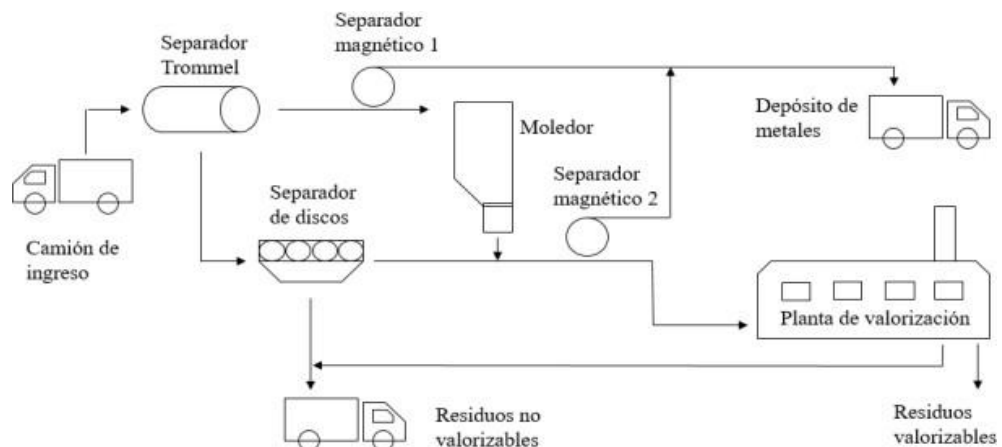 Separador
Trommel
Separador
magnético 1
Depósito de
metales
Moledor
Separador
magnético 2
Separador
de discos
Camión de
ingreso
Planta de valorización
Residuos no
valorizables
Residuos
valorizables